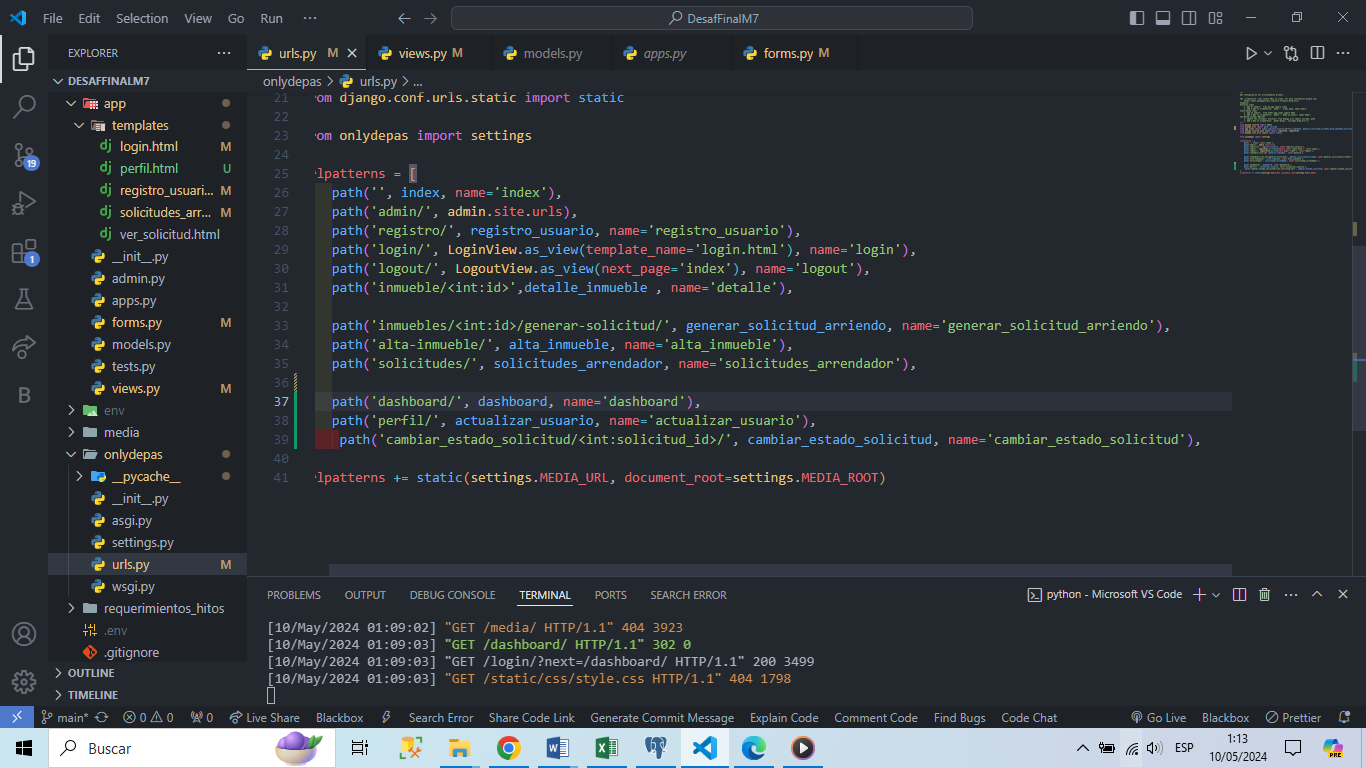 File Edit Selection View Go Run ··· DesafFinalM7
EXPLORER ···
DESAFFINALM7
app
templates
login.html M
perfil.html U
registro_usuari... M
solicitudes_arr... M
ver_solicitud.html
__init__.py
admin.py
apps.py
forms.py M
models.py
tests.py
views.py M
env
media
onlydepas
__pycache__
__init__.py
asgi.py
settings.py
urls.py M
wsgi.py
requerimientos_hitos
.env
.gitignore
OUTLINE
TIMELINE
19
1
B
urls.py M views.py M models.py apps.py forms.py M
onlydepas > urls.py > ...
21 om django.conf.urls.static import static
22
23 om onlydepas import settings
24
25 lpatterns = [
26 path('', index, name='index'),
27 path('admin/', admin.site.urls),
28 path('registro/', registro_usuario, name='registro_usuario'),
29 path('login/', LoginView.as_view(template_name='login.html'), name='login'),
30 path('logout/', LogoutView.as_view(next_page='index'), name='logout'),
31 path('inmueble/<int:id>',detalle_inmueble , name='detalle'),
32
33 path('inmuebles/<int:id>/generar-solicitud/', generar_solicitud_arriendo, name='generar_solicitud_arriendo'),
34 path('alta-inmueble/', alta_inmueble, name='alta_inmueble'),
35 path('solicitudes/', solicitudes_arrendador, name='solicitudes_arrendador'),
36
37 path('dashboard/', dashboard, name='dashboard'),
38 path('perfil/', actualizar_usuario, name='actualizar_usuario'),
39 path('cambiar_estado_solicitud/<int:solicitud_id>/', cambiar_estado_solicitud, name='cambiar_estado_solicitud'),
40
41 lpatterns += static(settings.MEDIA_URL, document_root=settings.MEDIA_ROOT)
PROBLEMS OUTPUT DEBUG CONSOLE TERMINAL PORTS SEARCH ERROR python - Microsoft VS Code
[10/May/2024 01:09:02] "GET /media/ HTTP/1.1" 404 3923
[10/May/2024 01:09:03] "GET /dashboard/ HTTP/1.1" 302 0
[10/May/2024 01:09:03] "GET /login/?next=/dashboard/ HTTP/1.1" 200 3499
[10/May/2024 01:09:03] "GET /static/css/style.css HTTP/1.1" 404 1798
main* 0 0 0 Live Share Blackbox Search Error Share Code Link Generate Commit Message Explain Code Comment Code Find Bugs Code Chat Go Live Blackbox Prettier
Buscar ESP 1:13
10/05/2024
PRE